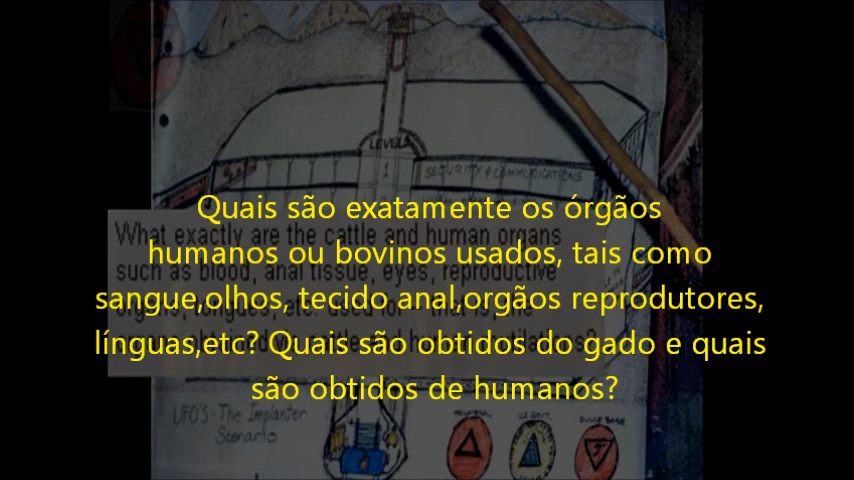 LEVELS
1
SECURITY & COMMUNICATIONS
Quais são exatamente os órgãos
What exactly are the cattle and human organs
humanos ou bovinos usados, tais como
such as blood, anal tissue, eyes, reproductive
sangue,olhos, tecido anal,orgãos reprodutores,
línguas,etc? Quais são obtidos do gado e quais
são obtidos de humanos?
UFO'S - The Implanter
Scenario